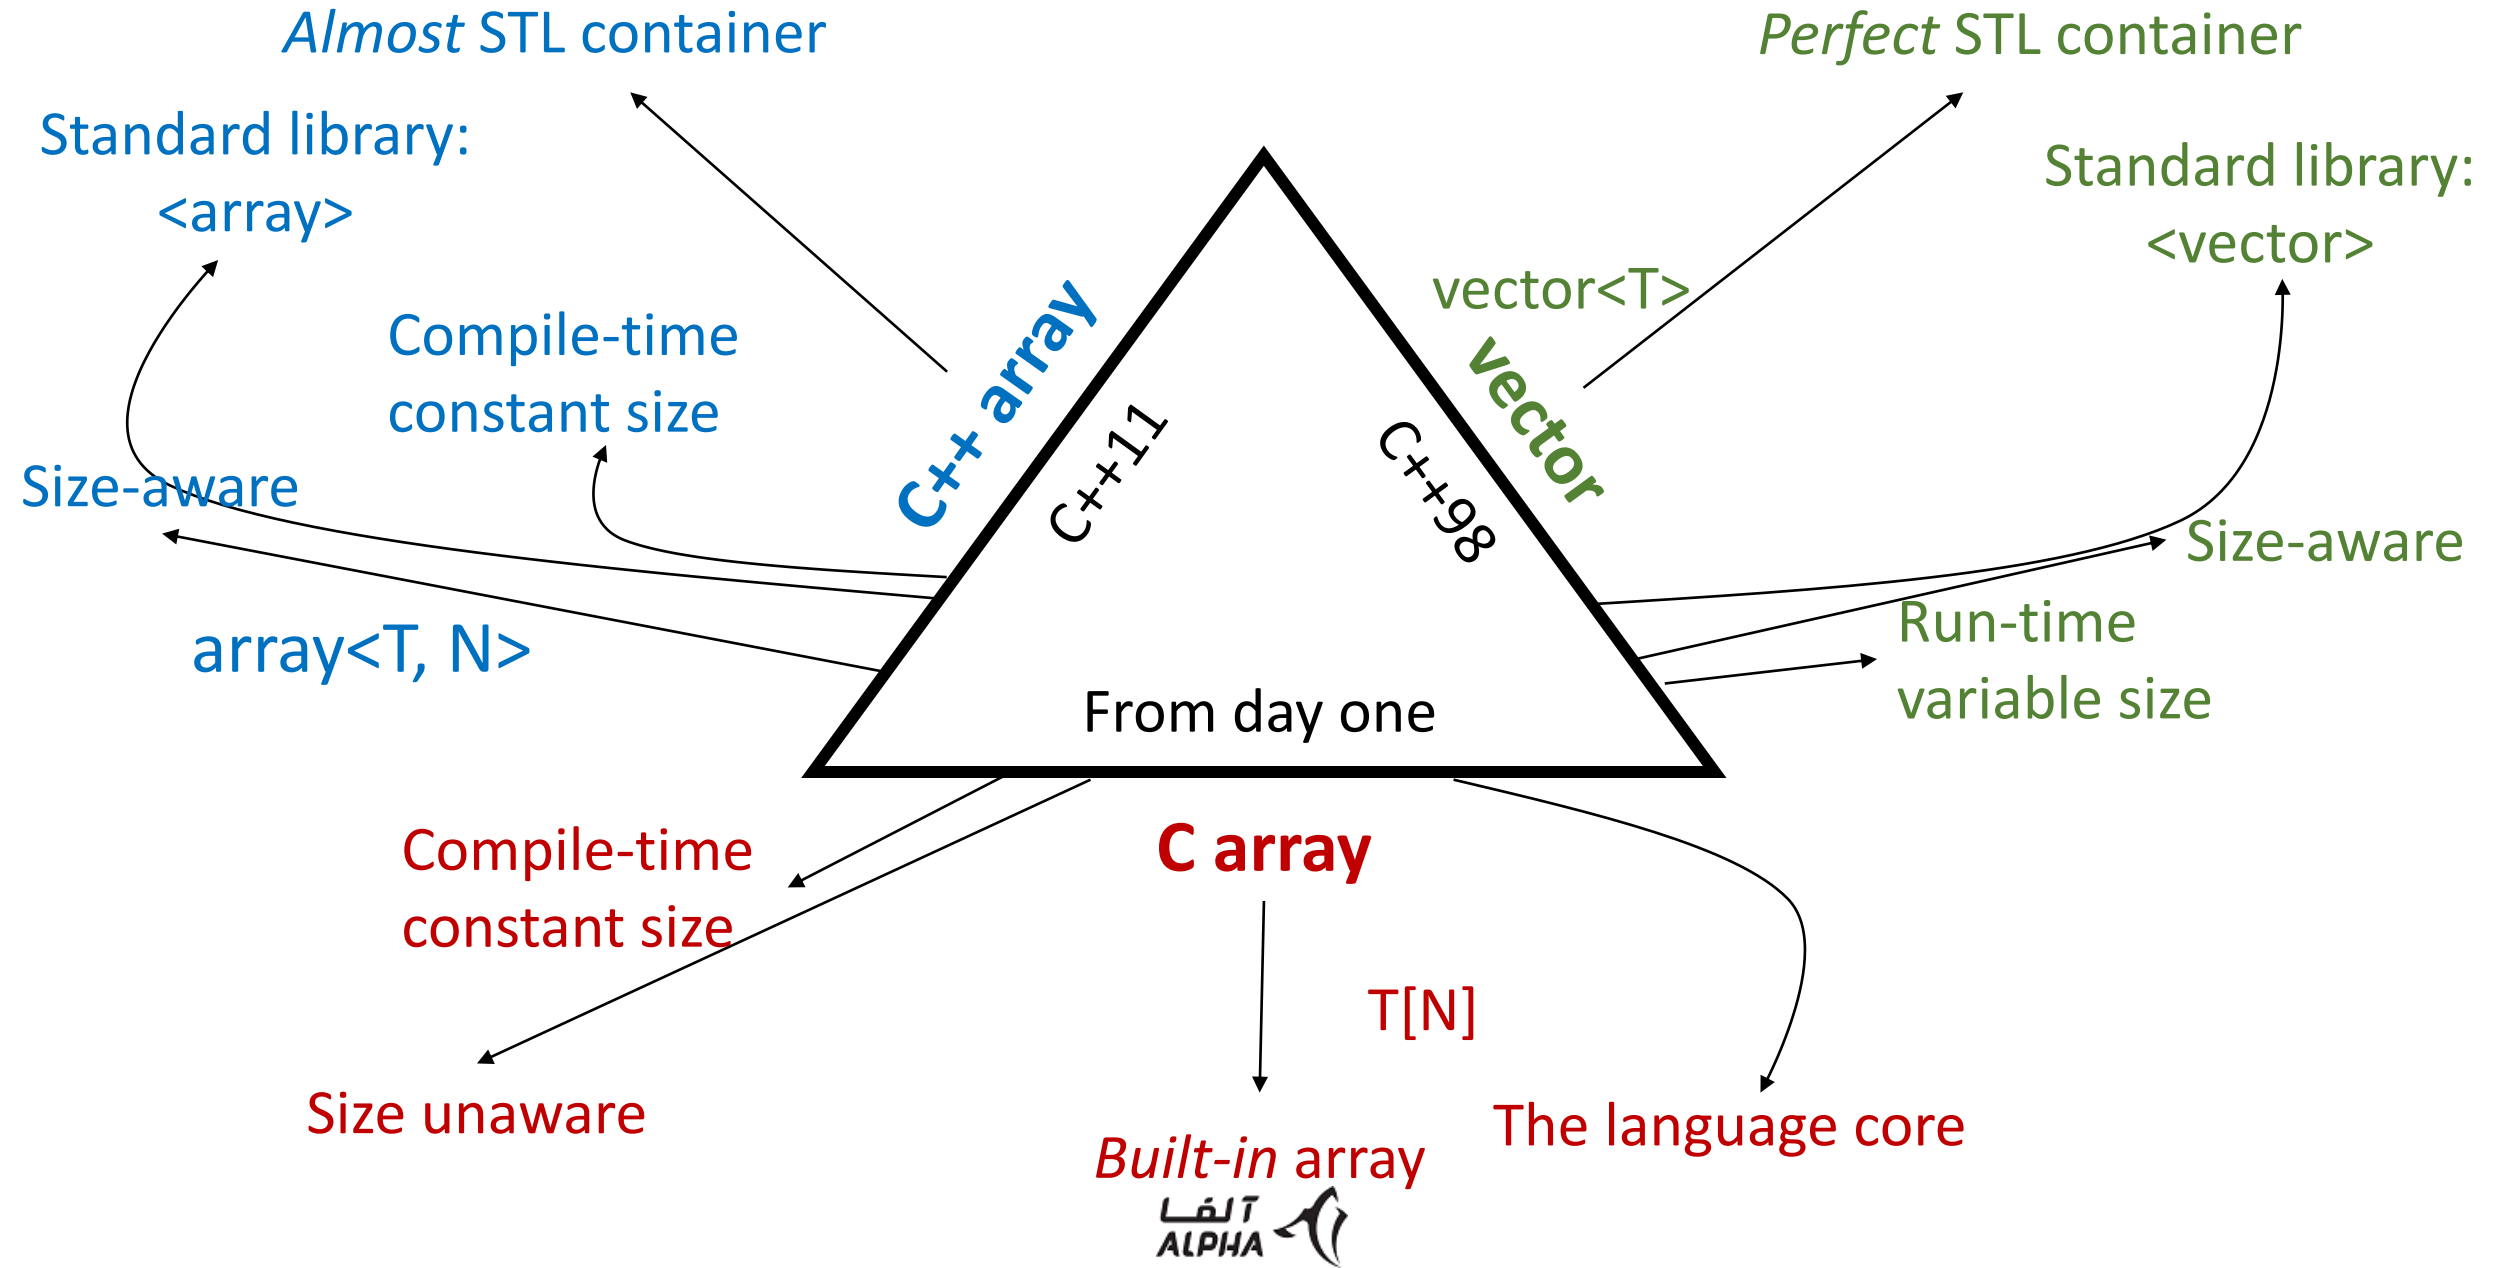 Almost STL container
Perfect STL container
Standard library:
<array>
Standard library:
<vector>
vector<T>
Compile-time
constant size
C++ array
C++11
vector
C++98
Size-aware
Size-aware
array<T, N>
Run-time
variable size
From day one
C array
Compile-time
constant size
T[N]
Size unaware
Built-in array
The language core
آلفا
ALPHA